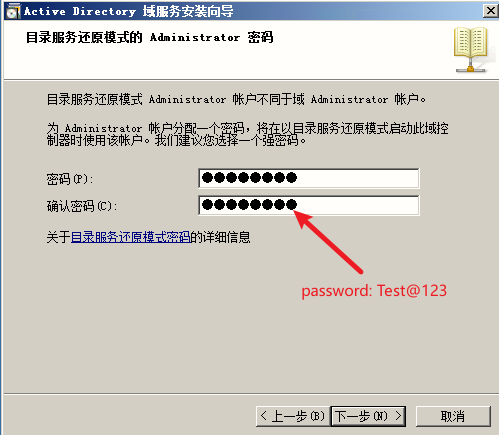 Active Directory 域服务安装向导
目录服务还原模式的 Administrator 密码
目录服务还原模式 Administrator 帐户不同于域 Administrator 帐户。
为 Administrator 帐户分配一个密码，将在以目录服务还原模式启动此域控
制器时使用该帐户。我们建议您选择一个强密码。
密码(P):
确认密码(C):
关于目录服务还原模式密码的详细信息
password: Test@123
< 上一步(B) 下一步(N) > 取消